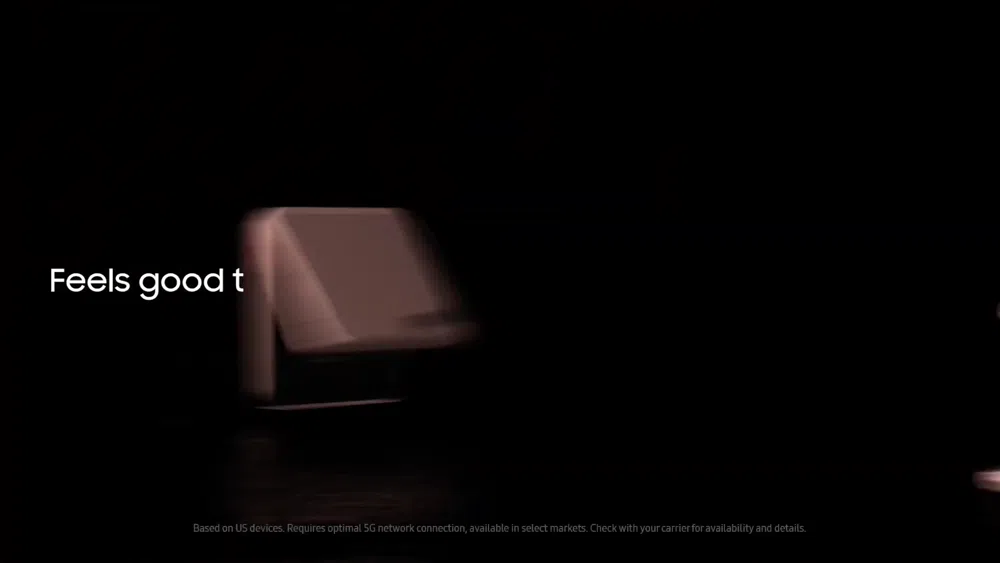 Feels good t
Based on US devices. Requires optimal 5G network connection, available in select markets. Check with your carrier for availability and details.